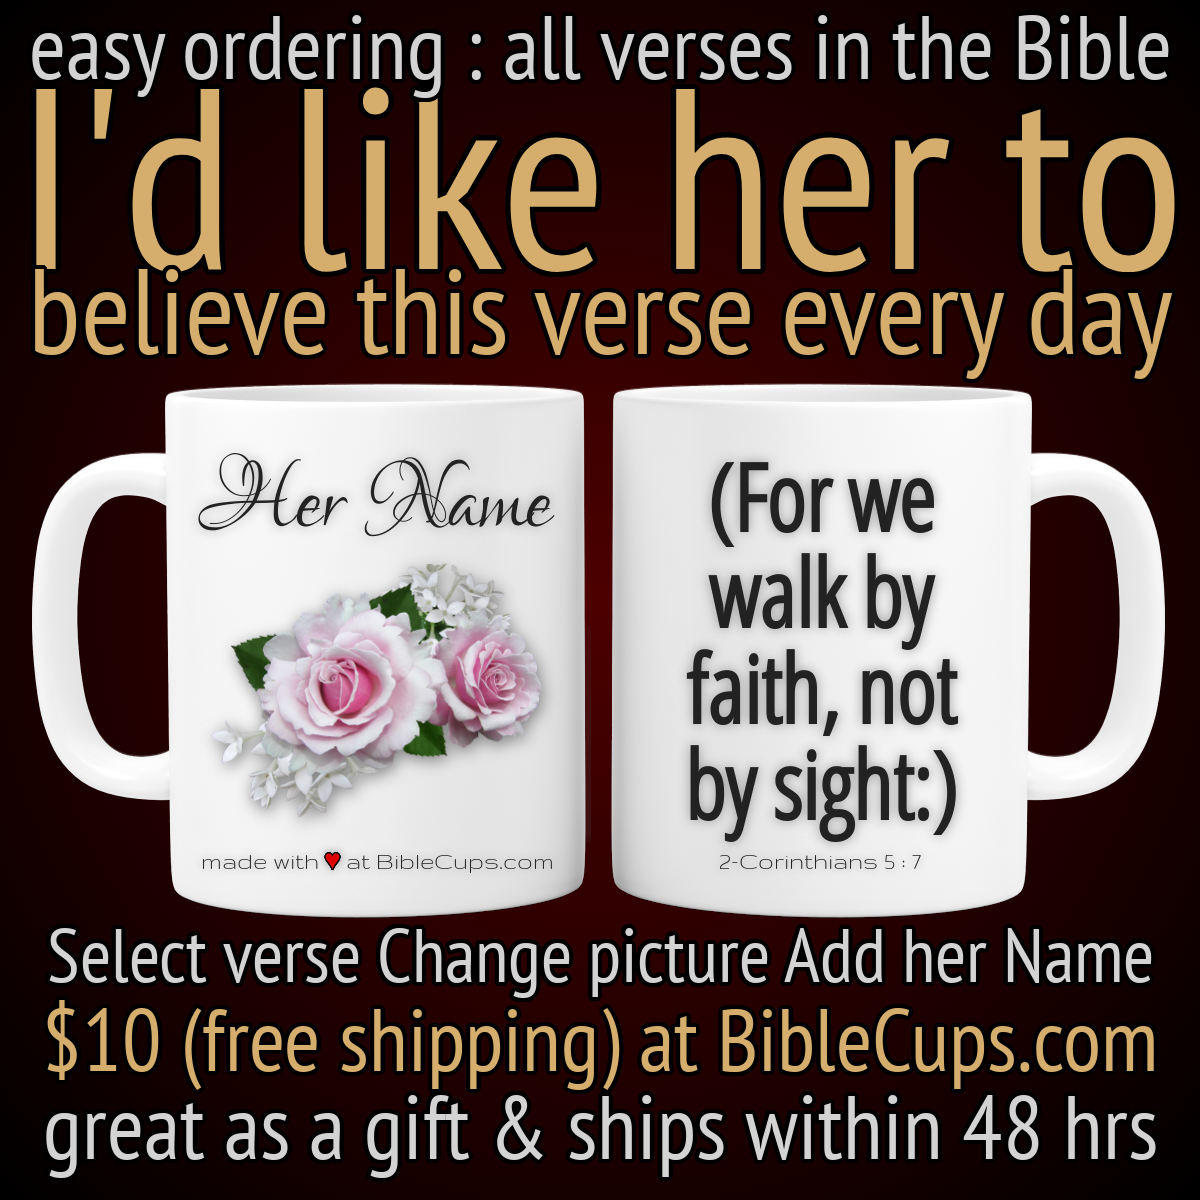 easy ordering : all verses in the Bible
I'd like her to
believe this verse every day
Her Name
made with ♥ at BibleCups.com
(For we
walk by
faith, not
by sight:)
2-Corinthians 5 : 7
Select verse Change picture Add her Name
$10 (free shipping) at BibleCups.com
great as a gift & ships within 48 hrs